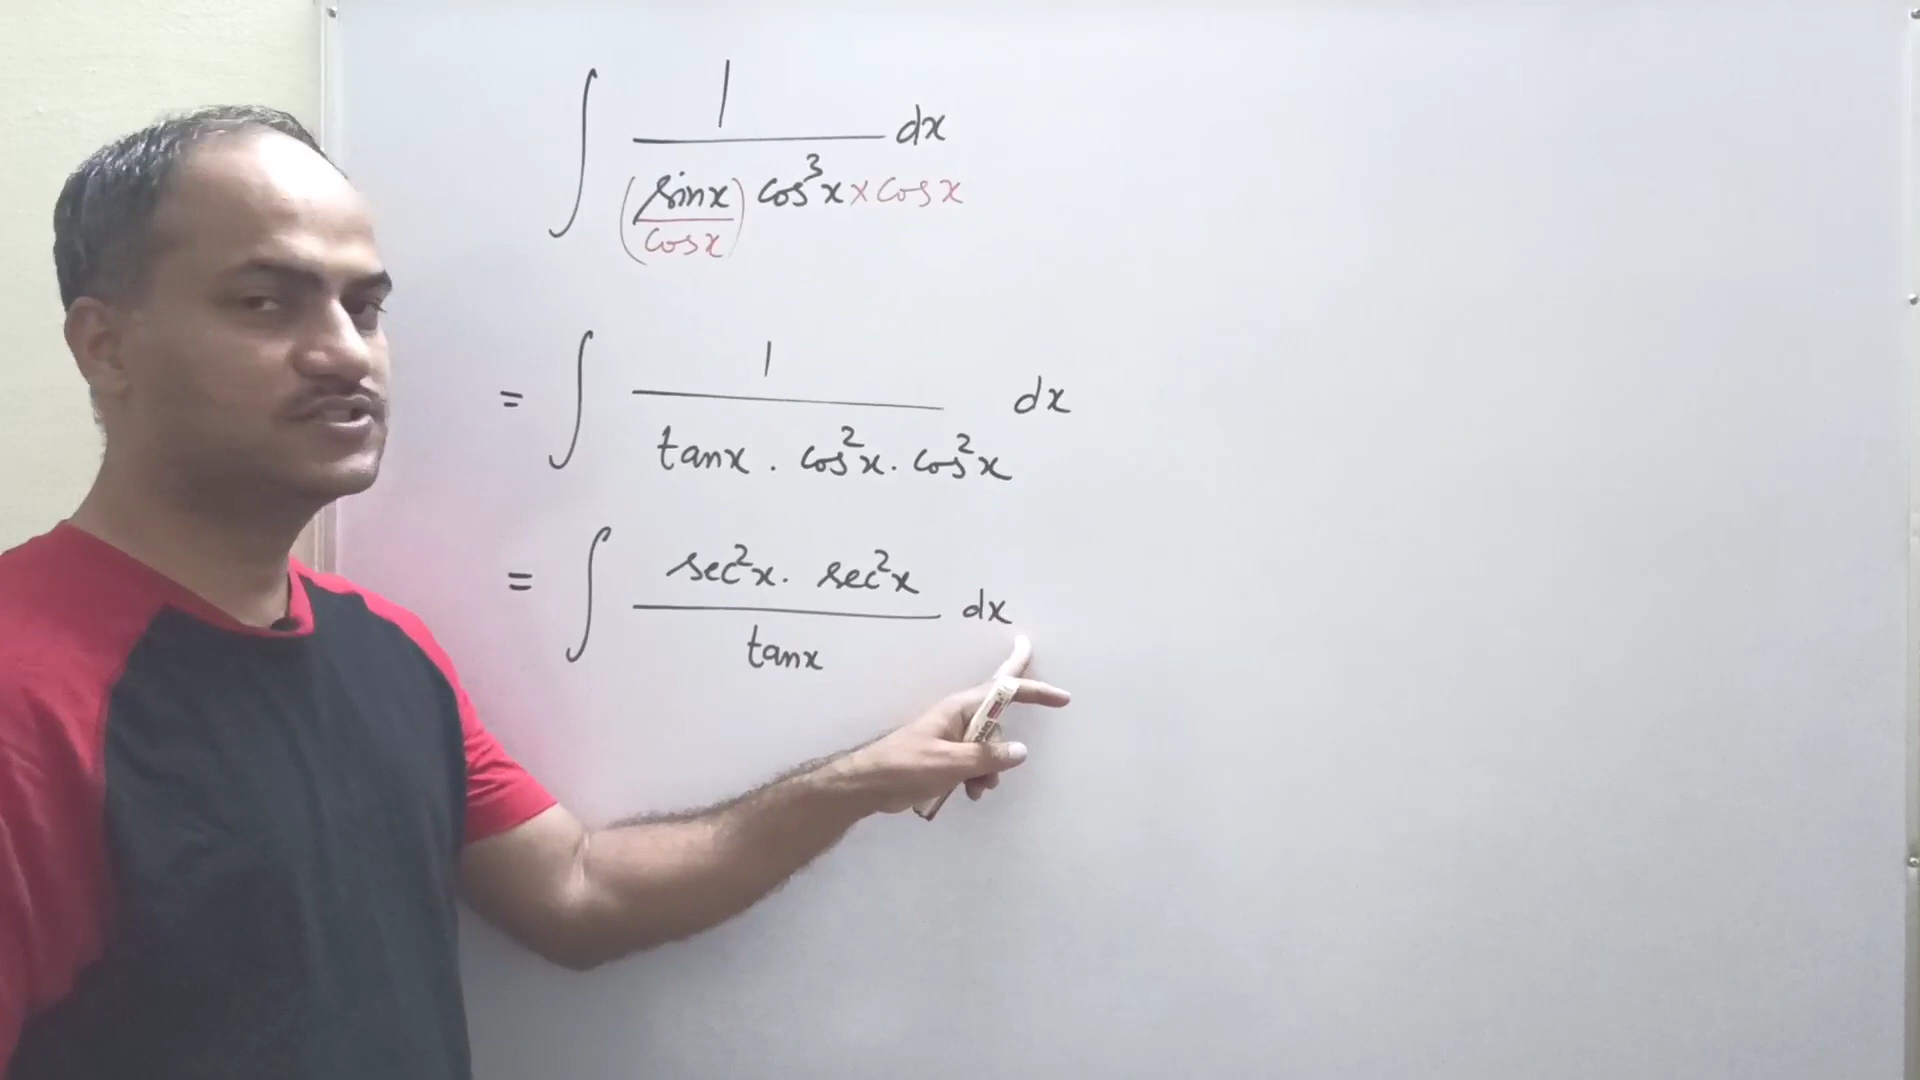 ∫ 1 / ((sinx / cosx) cos³x × cosx) dx
= ∫ 1 / (tanx . cos²x . cos²x) dx
= ∫ (sec²x . sec²x) / tanx dx